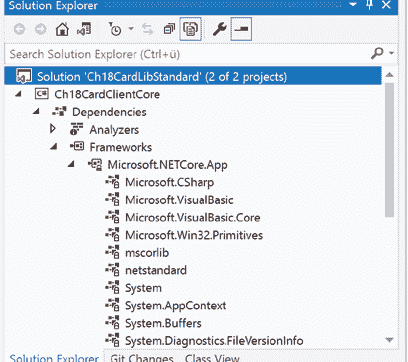 Solution Explorer
Search Solution Explorer (Ctrl+ü)
Solution 'Ch18CardLibStandard' (2 of 2 projects)
Ch18CardClientCore
Dependencies
Analyzers
Frameworks
Microsoft.NETCore.App
Microsoft.CSharp
Microsoft.VisualBasic
Microsoft.VisualBasic.Core
Microsoft.Win32.Primitives
mscorlib
netstandard
System
System.AppContext
System.Buffers
System.Diagnostics.FileVersionInfo
Solution Explorer Git Changes Class View